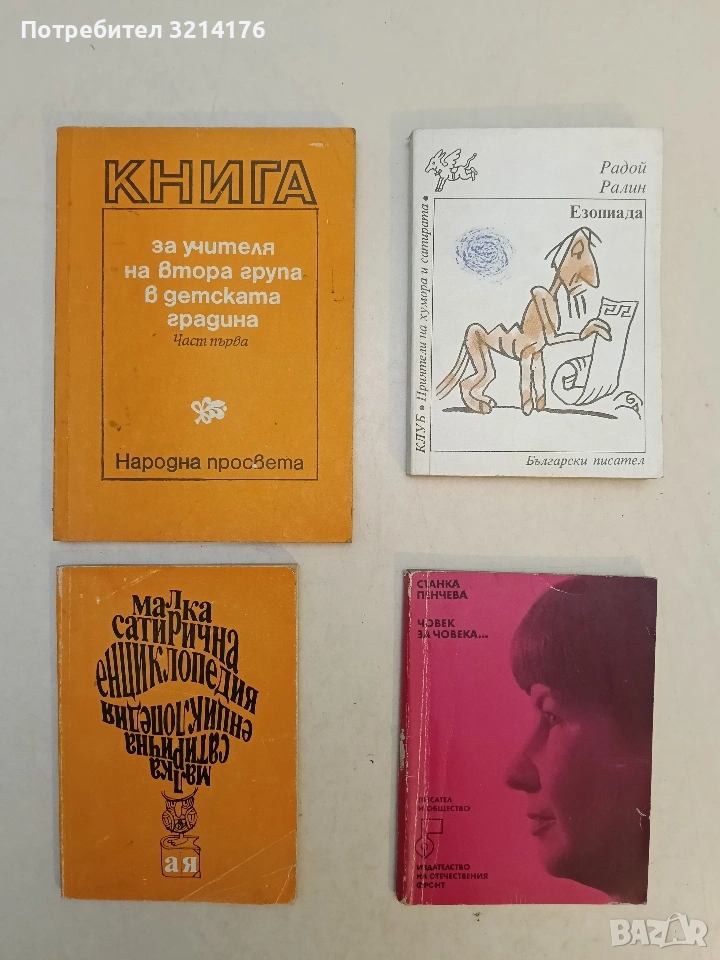 Потребител 3214176
КНИГА
за учителя
на втора група
в детската
градина
Част първа
Народна просвета
Радой
Ралин
Езопиада
КЛУБ • Приятели на хумора и сатирата •
Български писател
малка
сатирична
енциклопедия
енциклопедия
сатирична
малка
а я
СТАНКА
ПЕНЧЕВА
ЧОВЕК
ЗА ЧОВЕКА...
ПИСАТЕЛ
И ОБЩЕСТВО
ИЗДАТЕЛСТВО
НА ОТЕЧЕСТВЕНИЯ
ФРОНТ
BAZAR